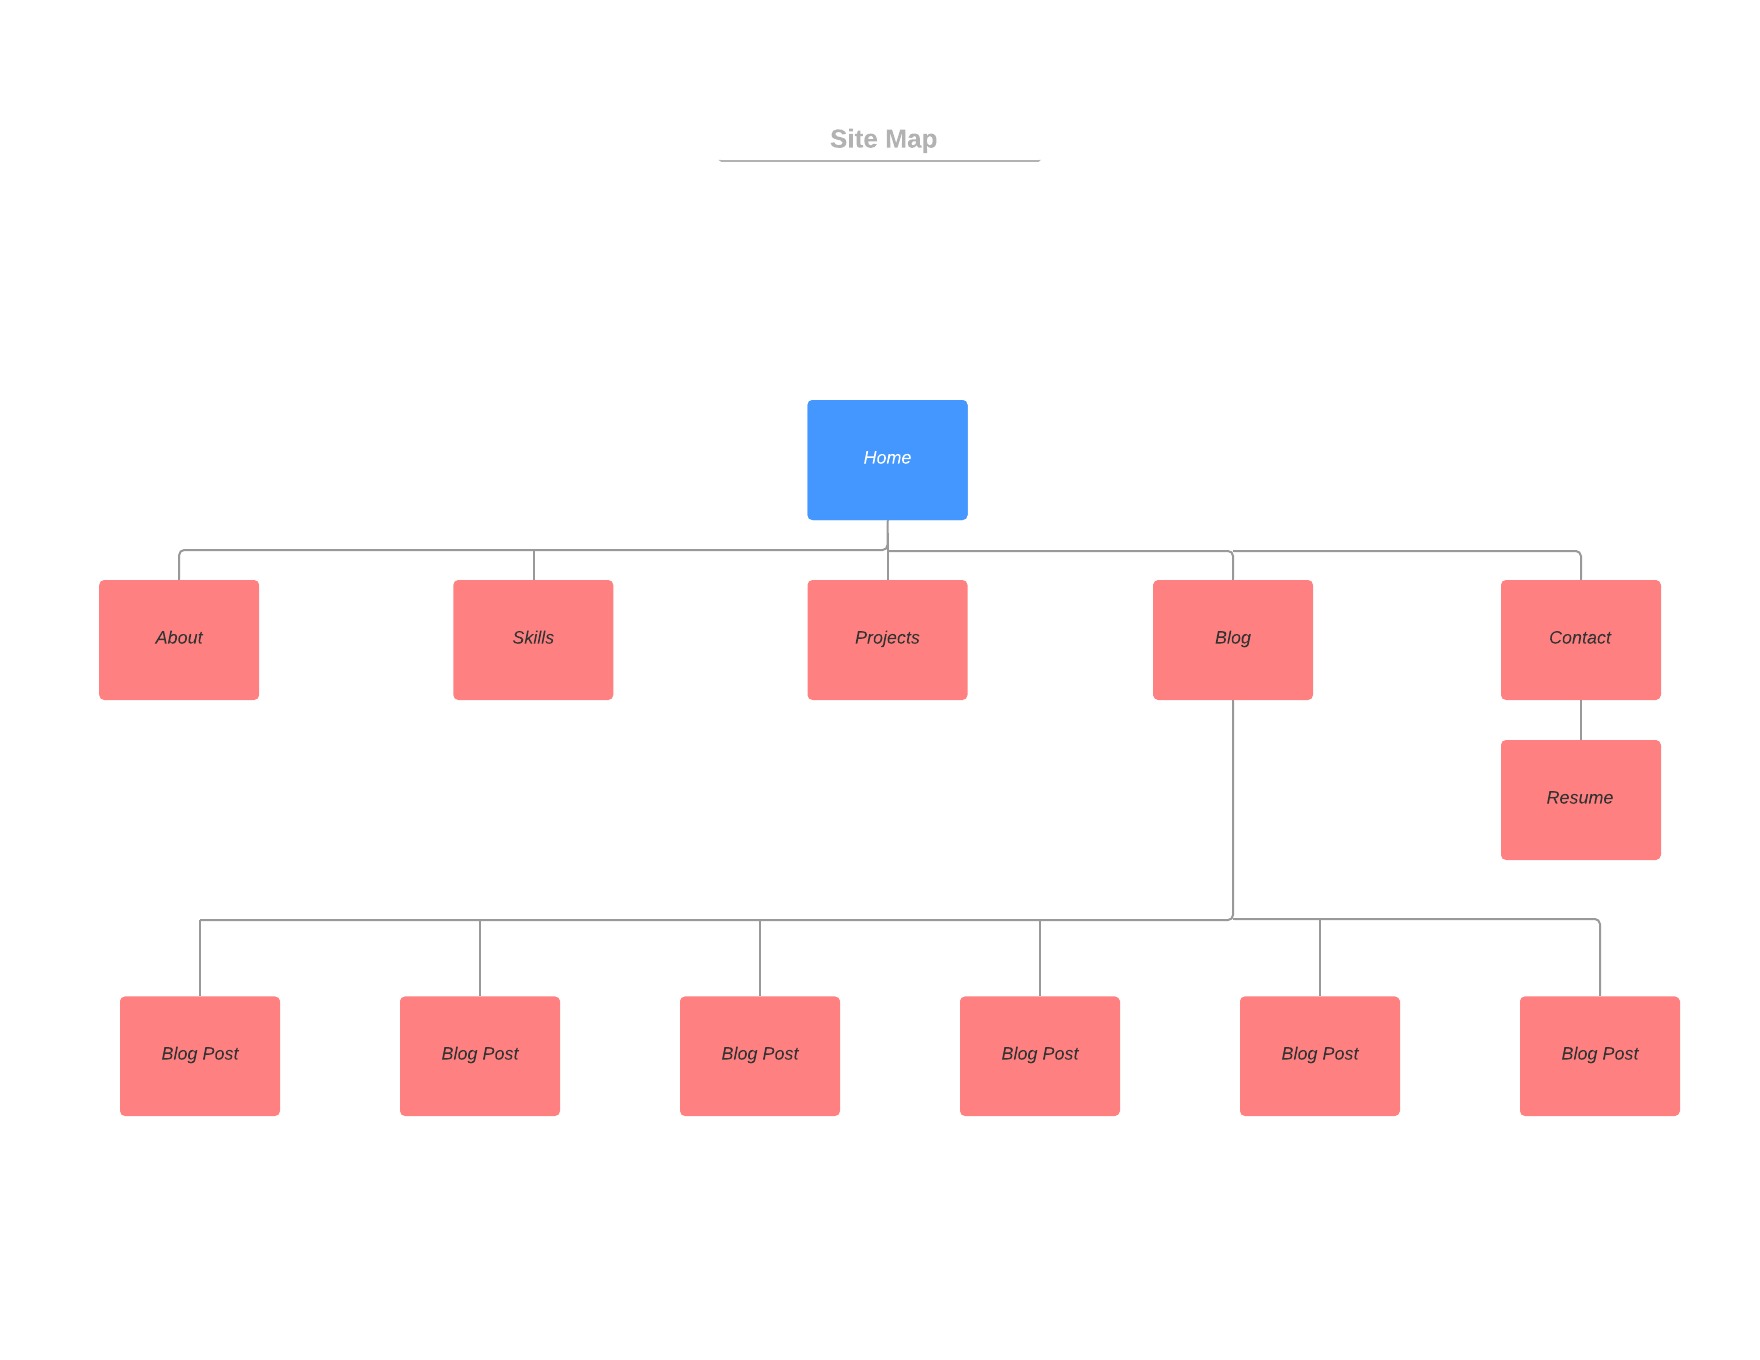 Site Map
Home
About
Skills
Projects
Blog
Contact
Resume
Blog Post
Blog Post
Blog Post
Blog Post
Blog Post
Blog Post